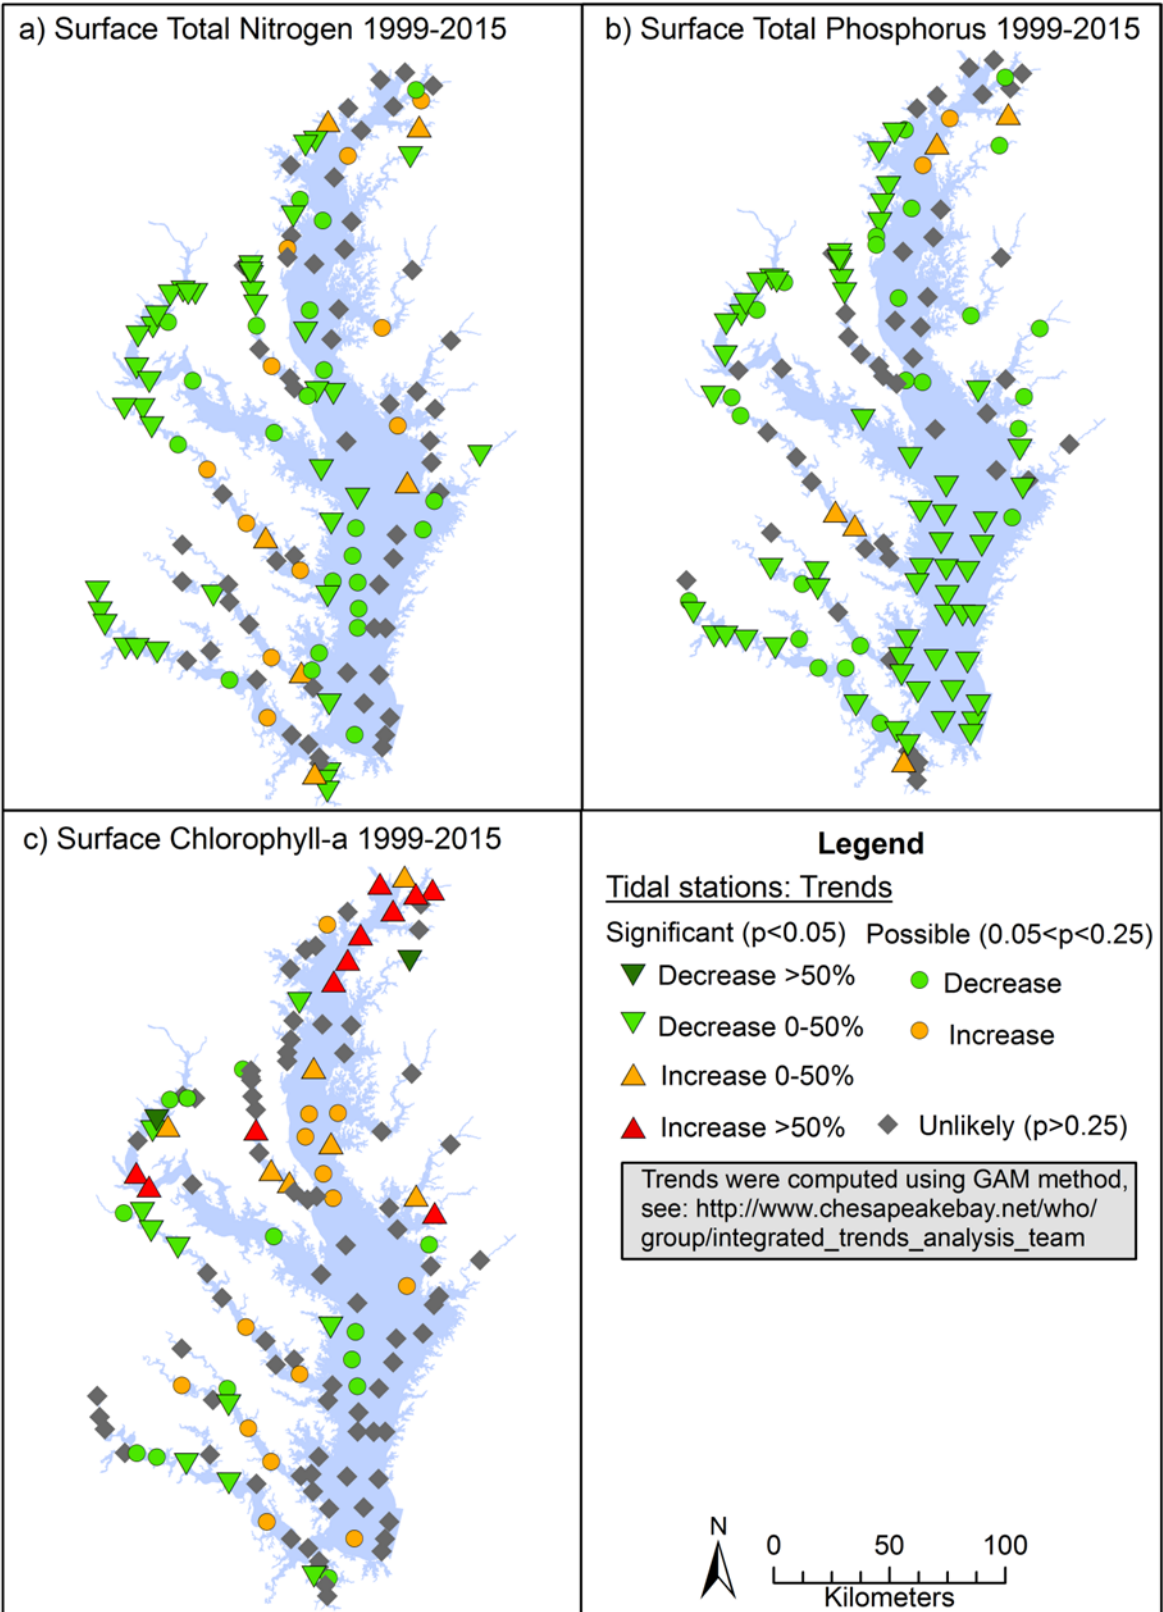 a) Surface Total Nitrogen 1999-2015
b) Surface Total Phosphorus 1999-2015
c) Surface Chlorophyll-a 1999-2015
Legend
Tidal stations: Trends
Significant (p<0.05) Possible (0.05<p<0.25)
Decrease >50%
Decrease
Decrease 0-50%
Increase
Increase 0-50%
Increase >50%
Unlikely (p>0.25)
Trends were computed using GAM method,
see: http://www.chesapeakebay.net/who/
group/integrated_trends_analysis_team
N
0 50 100
Kilometers